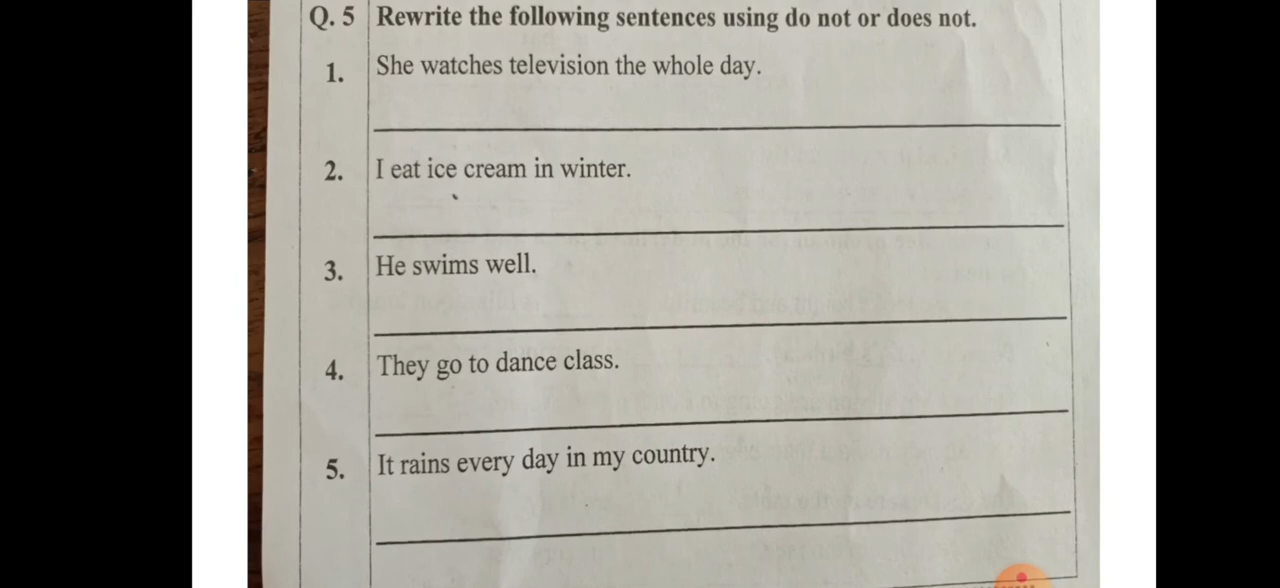 Q. 5 Rewrite the following sentences using do not or does not.
1. She watches television the whole day.
2. I eat ice cream in winter.
3. He swims well.
4. They go to dance class.
5. It rains every day in my country.